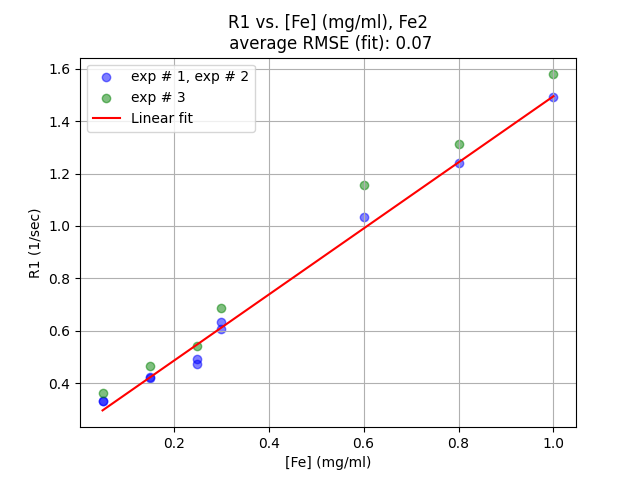 R1 vs. [Fe] (mg/ml), Fe2
average RMSE (fit): 0.07
exp # 1, exp # 2
exp # 3
Linear fit
1.6
1.4
1.2
1.0
0.8
0.6
0.4
R1 (1/sec)
0.2
0.4
0.6
0.8
1.0
[Fe] (mg/ml)